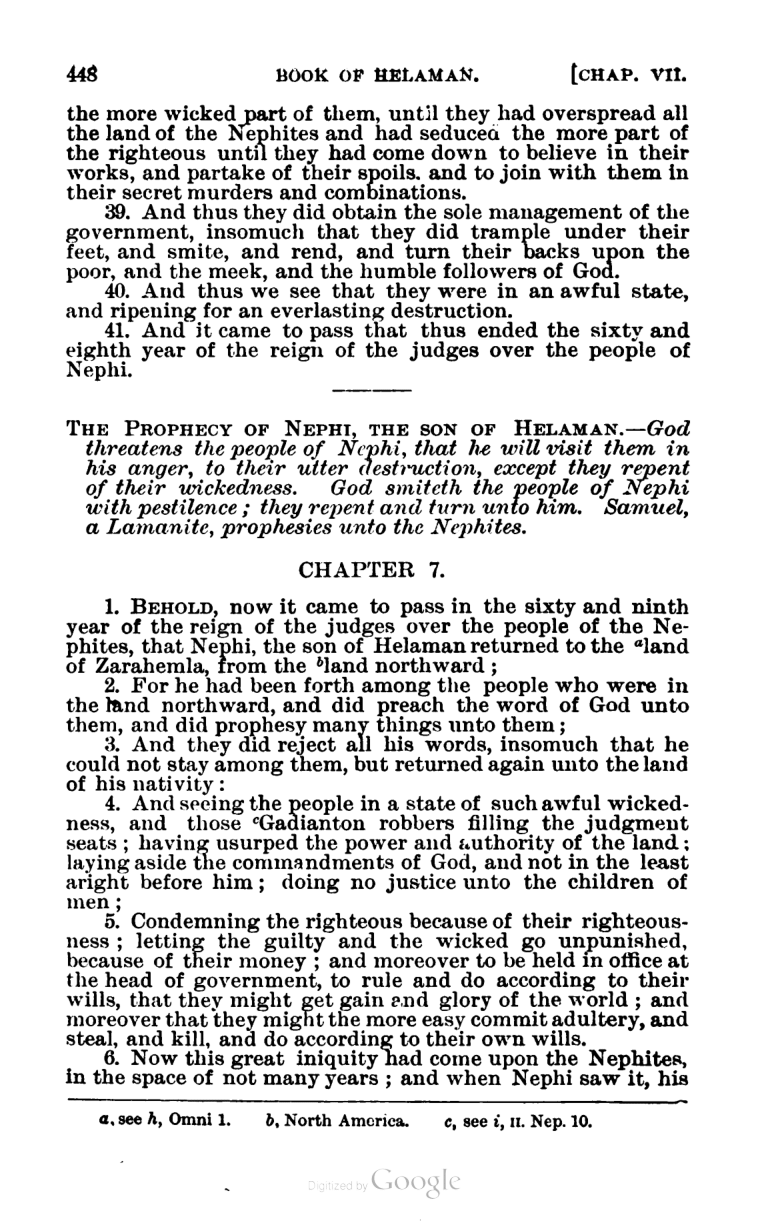 448 BOOK OF HELAMAN. [CHAP. VII.
the more wicked part of them, until they had overspread all
the land of the Nephites and had seduced the more part of
the righteous until they had come down to believe in their
works, and partake of their spoils. and to join with them in
their secret murders and combinations.
39. And thus they did obtain the sole management of the
government, insomuch that they did trample under their
feet, and smite, and rend, and turn their backs upon the
poor, and the meek, and the humble followers of God.
40. And thus we see that they were in an awful state,
and ripening for an everlasting destruction.
41. And it came to pass that thus ended the sixty and
eighth year of the reign of the judges over the people of
Nephi.
THE PROPHECY OF NEPHI, THE SON OF HELAMAN.—God
threatens the people of Nephi, that he will visit them in
his anger, to their utter destruction, except they repent
of their wickedness. God smiteth the people of Nephi
with pestilence; they repent and turn unto him. Samuel,
a Lamanite, prophesies unto the Nephites.
CHAPTER 7.
1. BEHOLD, now it came to pass in the sixty and ninth
year of the reign of the judges over the people of the Ne-
phites, that Nephi, the son of Helaman returned to the aland
of Zarahemla, from the bland northward;
2. For he had been forth among the people who were in
the land northward, and did preach the word of God unto
them, and did prophesy many things unto them;
3. And they did reject all his words, insomuch that he
could not stay among them, but returned again unto the land
of his nativity:
4. And seeing the people in a state of such awful wicked-
ness, and those cGadianton robbers filling the judgment
seats; having usurped the power and authority of the land;
laying aside the commandments of God, and not in the least
aright before him; doing no justice unto the children of
men;
5. Condemning the righteous because of their righteous-
ness; letting the guilty and the wicked go unpunished,
because of their money; and moreover to be held in office at
the head of government, to rule and do according to their
wills, that they might get gain and glory of the world; and
moreover that they might the more easy commit adultery, and
steal, and kill, and do according to their own wills.
6. Now this great iniquity had come upon the Nephites,
in the space of not many years; and when Nephi saw it, his
a, see h, Omni 1. b, North America. c, see i, II. Nep. 10.
Digitized by Google